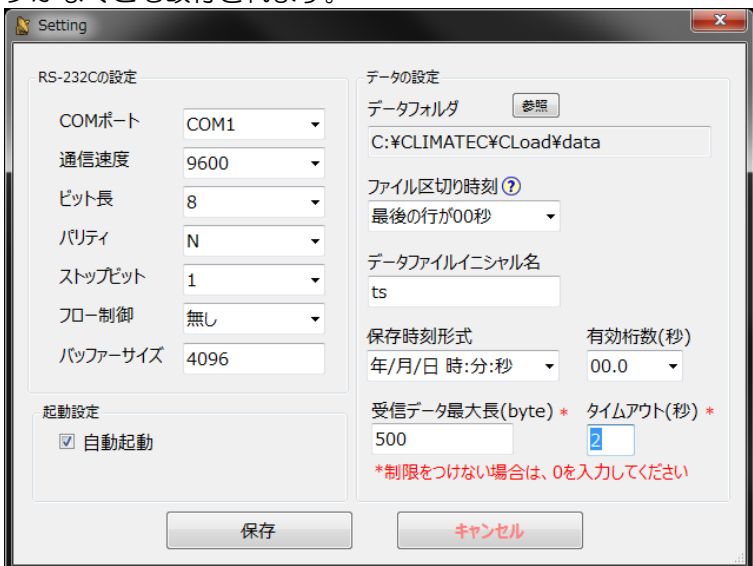 Setting
RS-232Cの設定
COMポート COM1
通信速度 9600
ビット長 8
パリティ N
ストップビット 1
フロー制御 無し
バッファーサイズ 4096
起動設定
自動起動
データの設定
データフォルダ 参照
C:¥CLIMATEC¥CLoad¥data
ファイル区切り時刻 ?
最後の行が00秒
データファイルイニシャル名
ts
保存時刻形式 有効桁数(秒)
年/月/日 時:分:秒 00.0
受信データ最大長(byte) * タイムアウト(秒) *
500 2
*制限をつけない場合は、0を入力してください
保存 キャンセル